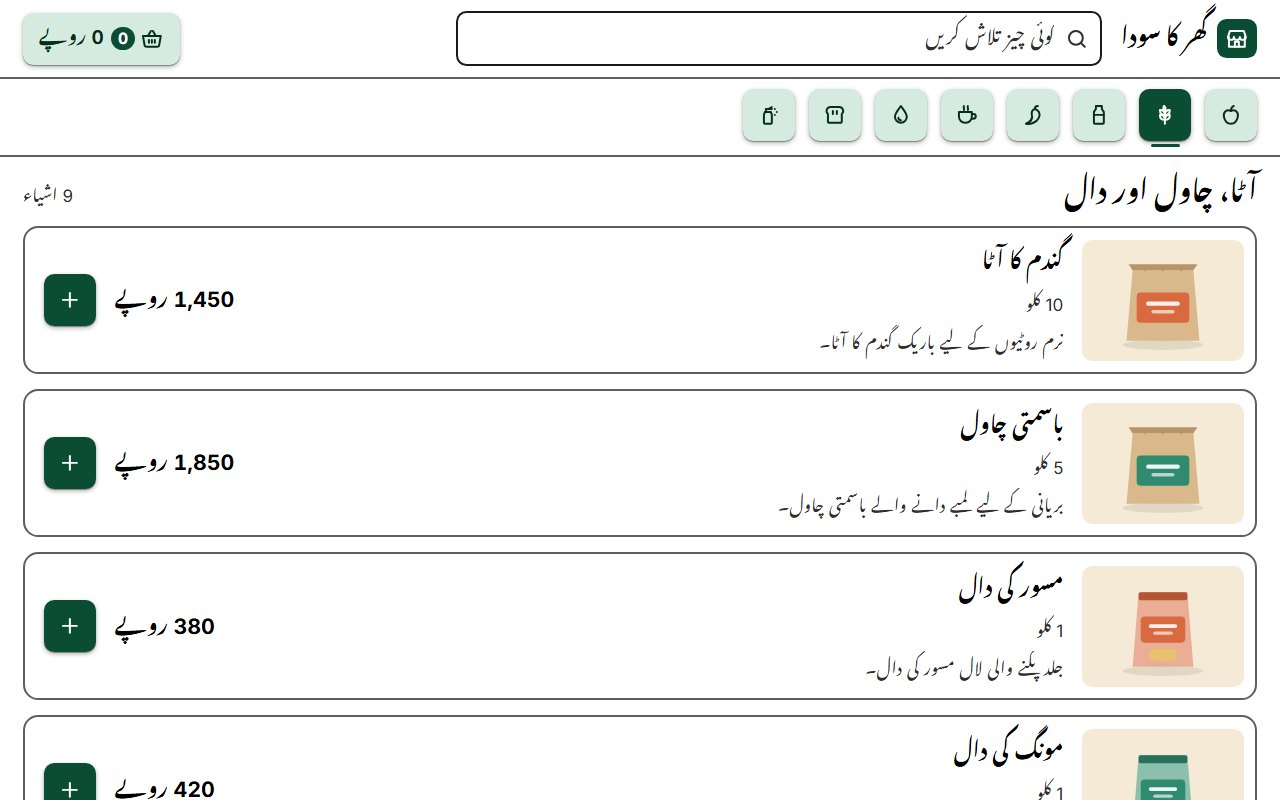 گھر کا سودا
کوئی چیز تلاش کریں
0 0 روپے
آٹا، چاول اور دال
9 اشیاء
گندم کا آٹا
10 کلو
نرم روٹیوں کے لیے باریک گندم کا آٹا۔
1,450 روپے
باسمتی چاول
5 کلو
بریانی کے لیے لمبے دانے والے باسمتی چاول۔
1,850 روپے
مسور کی دال
1 کلو
جلد پکنے والی لال مسور کی دال۔
380 روپے
مونگ کی دال
1 کلو
420 روپے